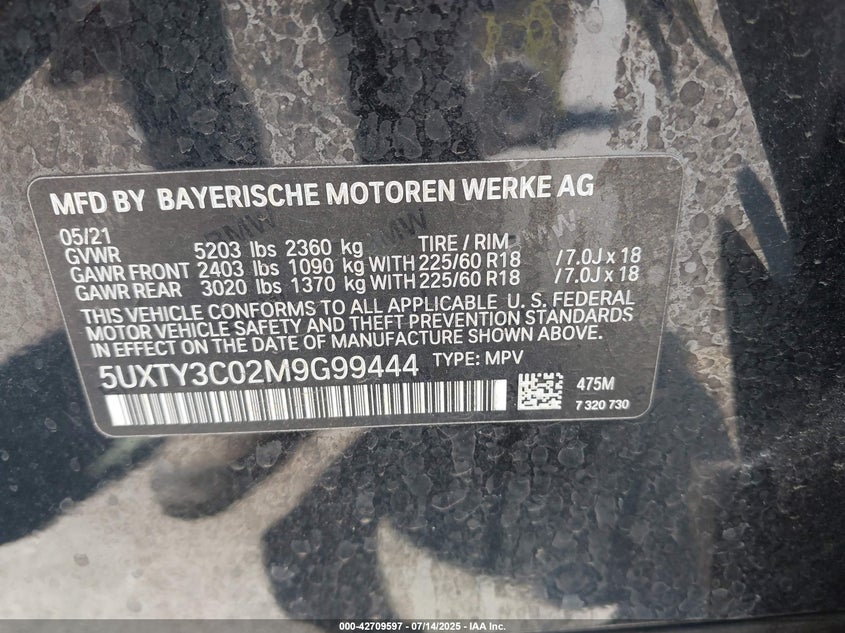 MFD BY BAYERISCHE MOTOREN WERKE AG
05/21
GVWR 5203 lbs 2360 kg TIRE / RIM
GAWR FRONT 2403 lbs 1090 kg WITH 225/60 R18 / 7.0J x 18
GAWR REAR 3020 lbs 1370 kg WITH 225/60 R18 / 7.0J x 18
THIS VEHICLE CONFORMS TO ALL APPLICABLE U. S. FEDERAL
MOTOR VEHICLE SAFETY AND THEFT PREVENTION STANDARDS
IN EFFECT ON THE DATE OF MANUFACTURE SHOWN ABOVE.
5UXTY3C02M9G99444 TYPE: MPV
475M
7 320 730
BMW BMW
000-42709597 - 07/14/2025 - IAA Inc.